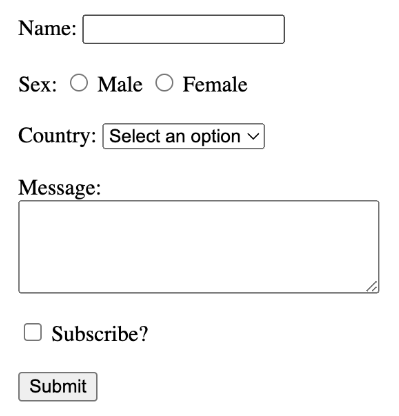 Name:
Sex: Male Female
Country: Select an option
Message:
Subscribe?
Submit